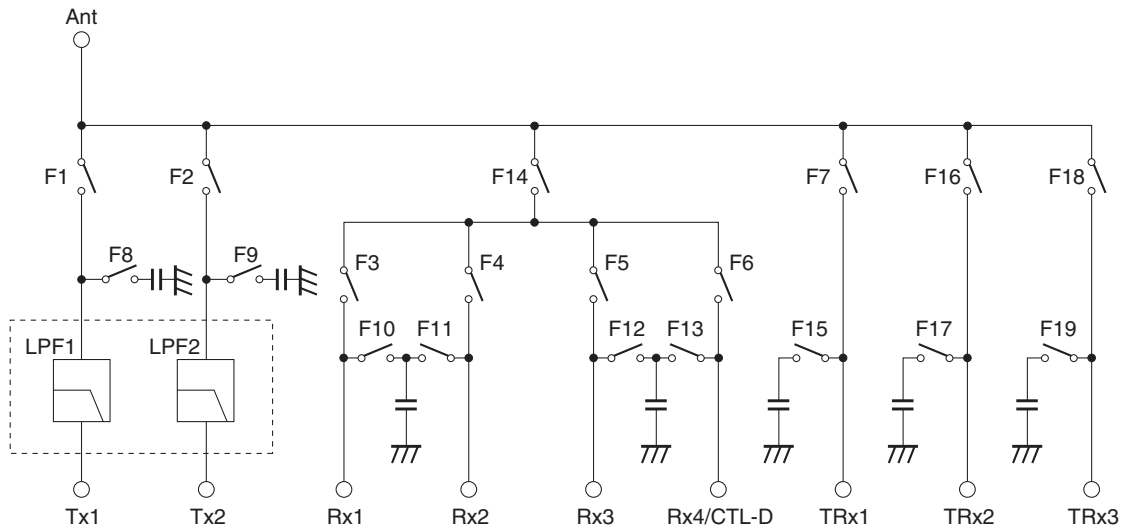 Ant
F1 F2 F14 F7 F16 F18
F8 F9 F3 F4 F5 F6
F10 F11 F12 F13 F15 F17 F19
LPF1 LPF2
Tx1 Tx2 Rx1 Rx2 Rx3 Rx4/CTL-D TRx1 TRx2 TRx3